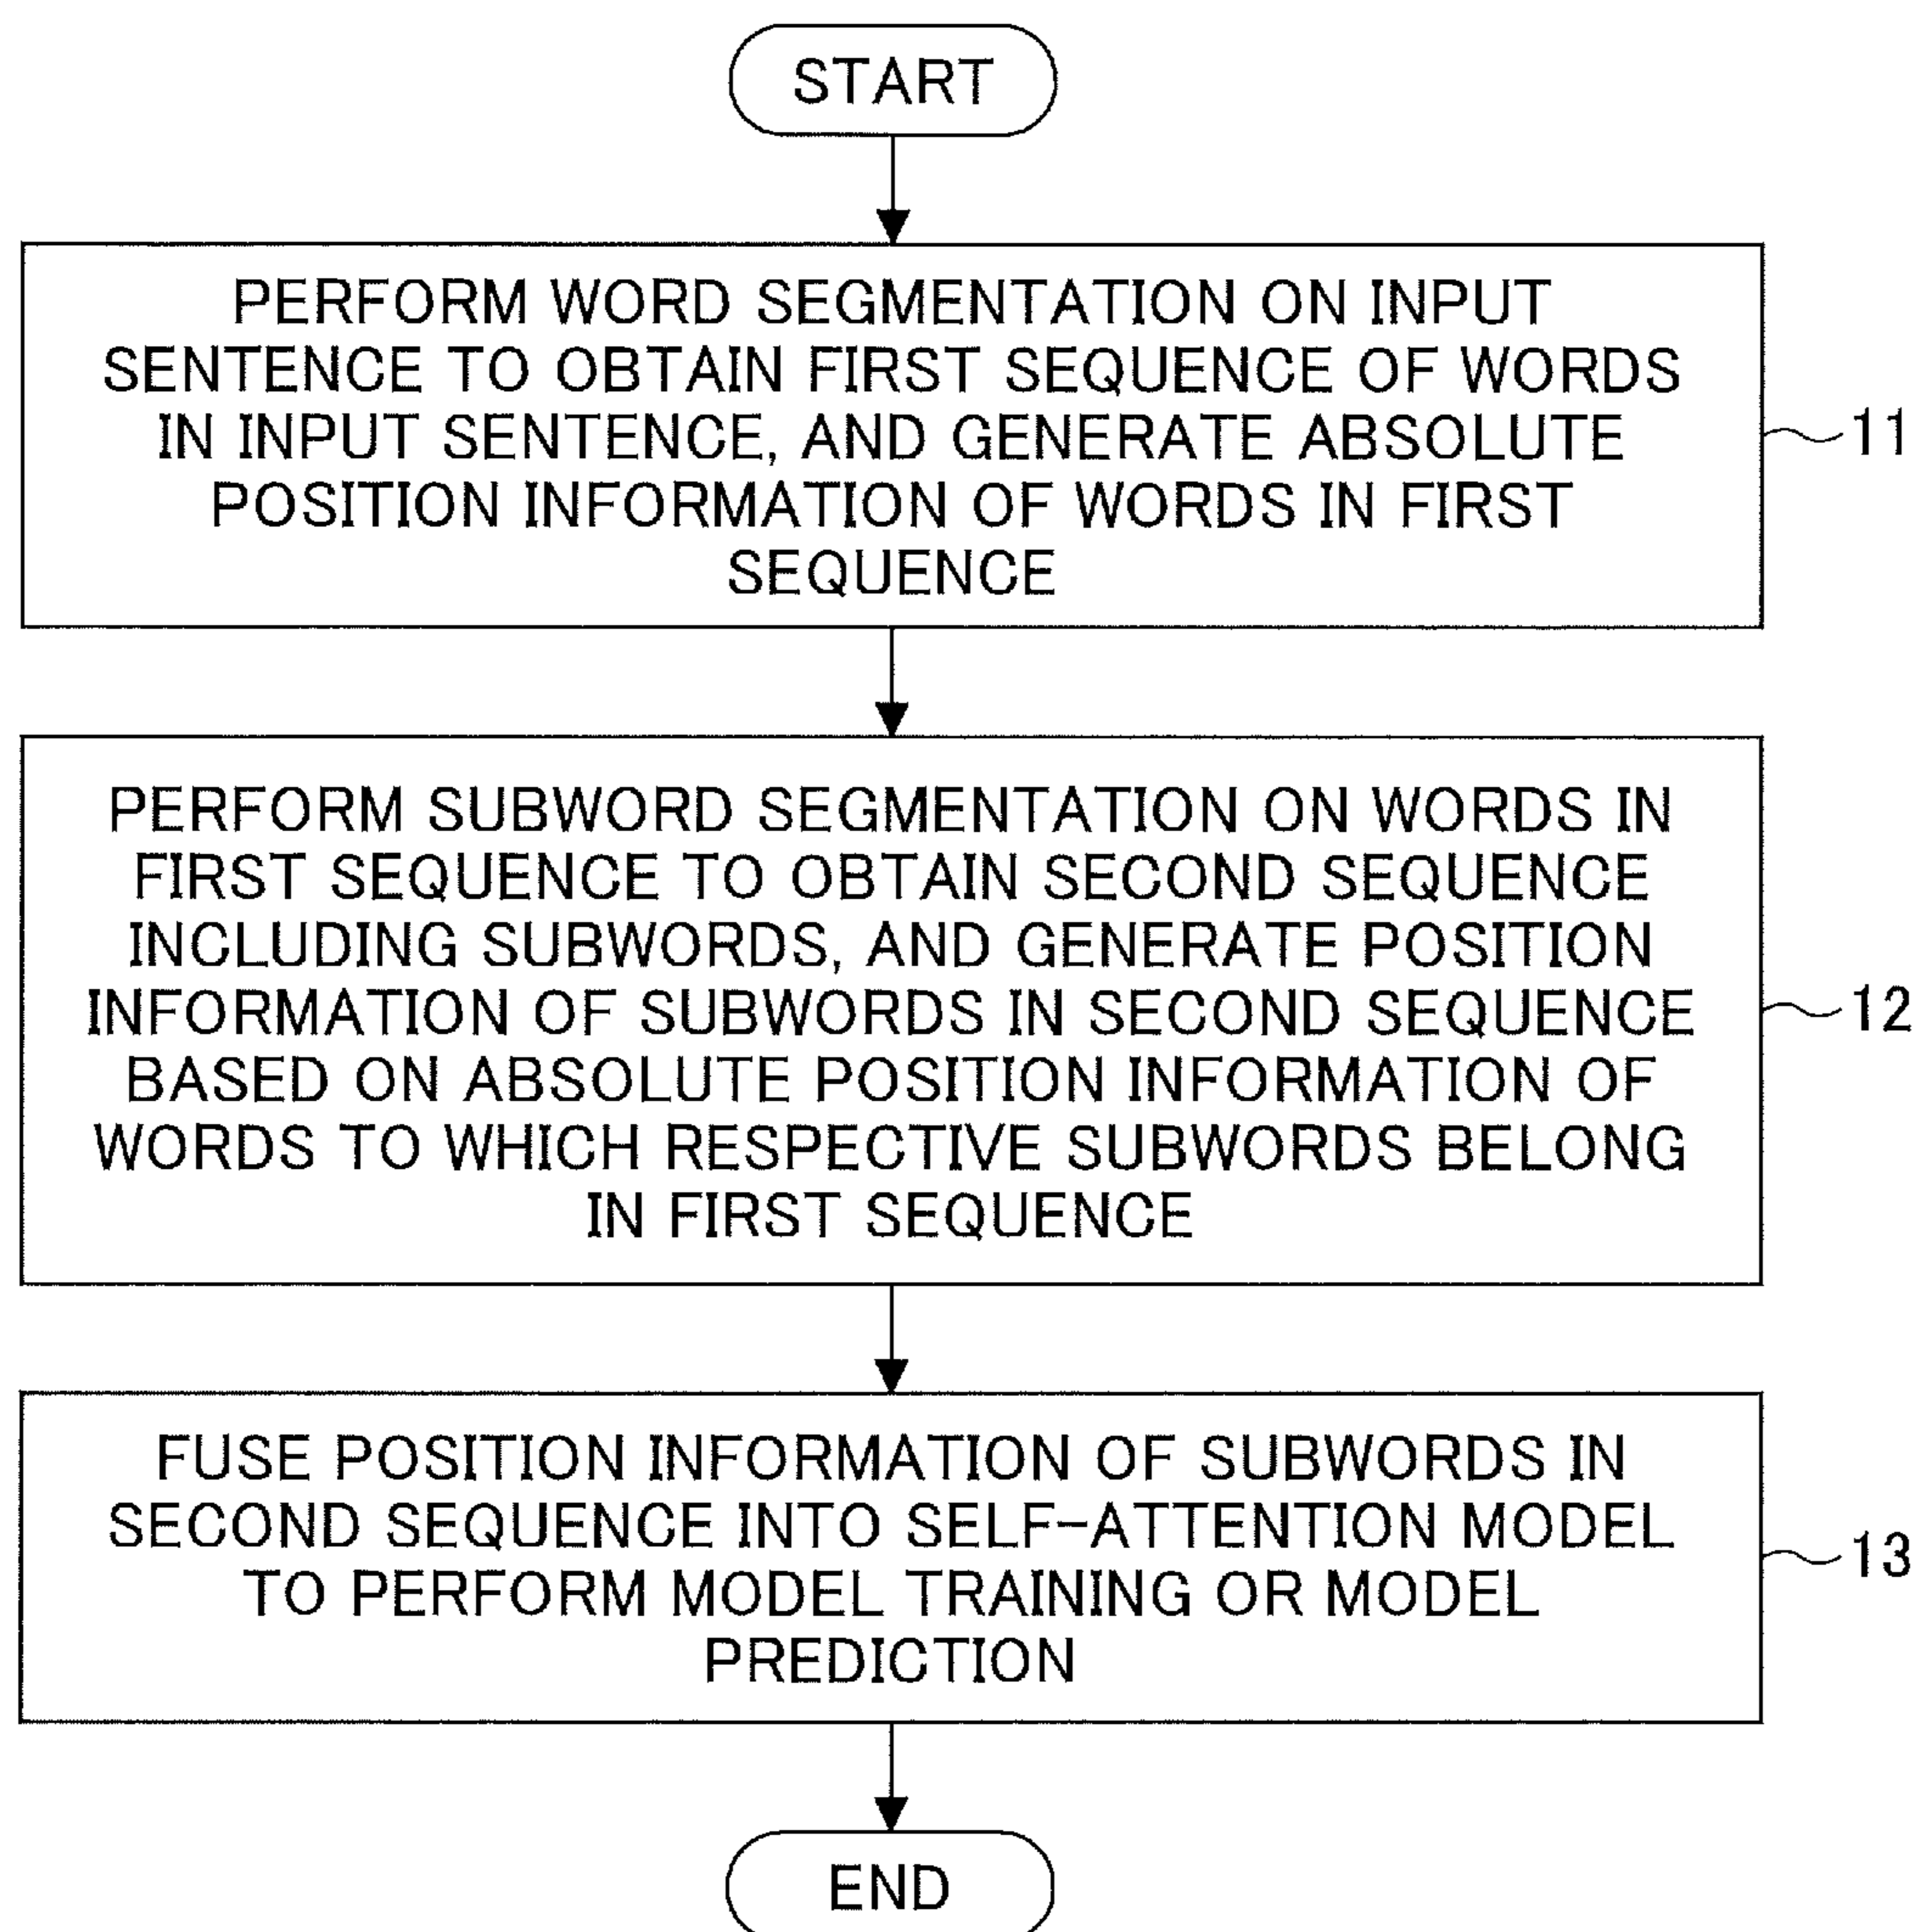 START
PERFORM WORD SEGMENTATION ON INPUT
SENTENCE TO OBTAIN FIRST SEQUENCE OF WORDS
IN INPUT SENTENCE, AND GENERATE ABSOLUTE
POSITION INFORMATION OF WORDS IN FIRST
SEQUENCE
11
PERFORM SUBWORD SEGMENTATION ON WORDS IN
FIRST SEQUENCE TO OBTAIN SECOND SEQUENCE
INCLUDING SUBWORDS, AND GENERATE POSITION
INFORMATION OF SUBWORDS IN SECOND SEQUENCE
BASED ON ABSOLUTE POSITION INFORMATION OF
WORDS TO WHICH RESPECTIVE SUBWORDS BELONG
IN FIRST SEQUENCE
12
FUSE POSITION INFORMATION OF SUBWORDS IN
SECOND SEQUENCE INTO SELF-ATTENTION MODEL
TO PERFORM MODEL TRAINING OR MODEL
PREDICTION
13
END